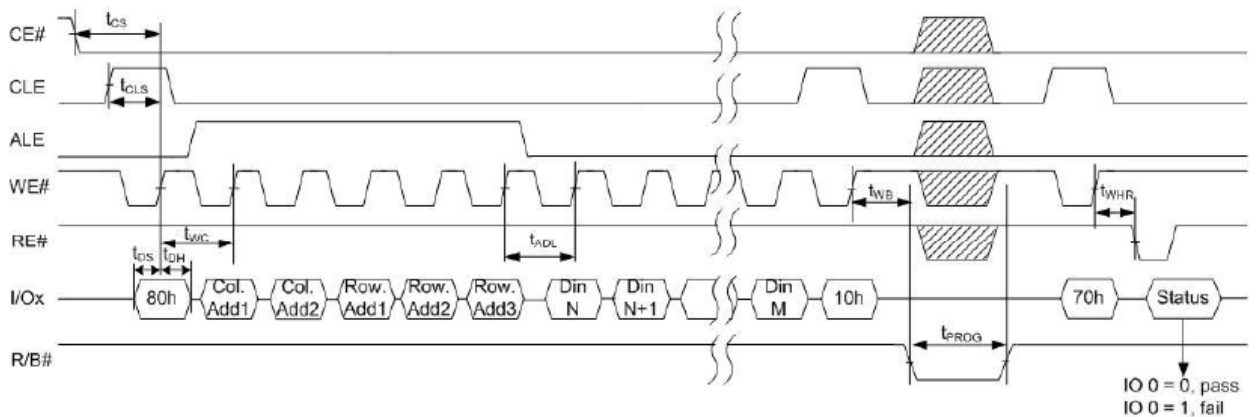 CE#
tCS
CLE
tCLS
ALE
WE#
tWB
tWHR
RE#
tDS
tDH
tWC
tADL
I/Ox
80h
Col. Add1
Col. Add2
Row. Add1
Row. Add2
Row. Add3
Din N
Din N+1
Din M
10h
70h
Status
tPROG
R/B#
IO 0 = 0, pass
IO 0 = 1, fail